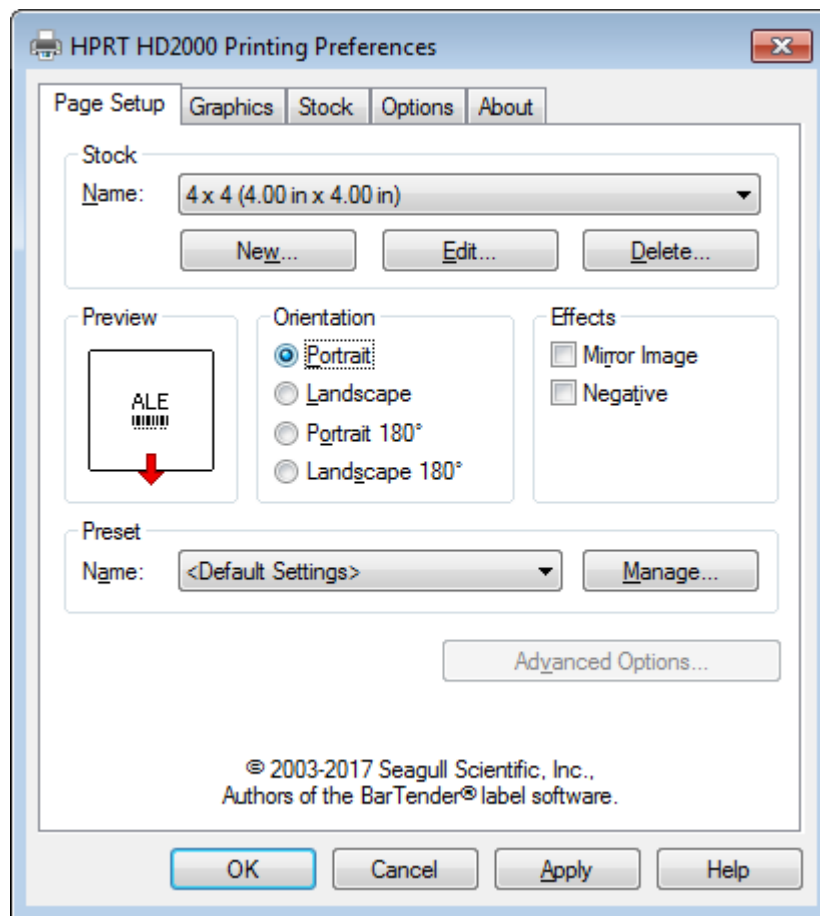 HPRT HD2000 Printing Preferences
Page Setup Graphics Stock Options About
Stock
Name: 4 x 4 (4.00 in x 4.00 in)
New... Edit... Delete...
Preview
ALE
Orientation
Portrait
Landscape
Portrait 180°
Landscape 180°
Effects
Mirror Image
Negative
Preset
Name: <Default Settings> Manage...
Advanced Options...
© 2003-2017 Seagull Scientific, Inc.,
Authors of the BarTender® label software.
OK Cancel Apply Help